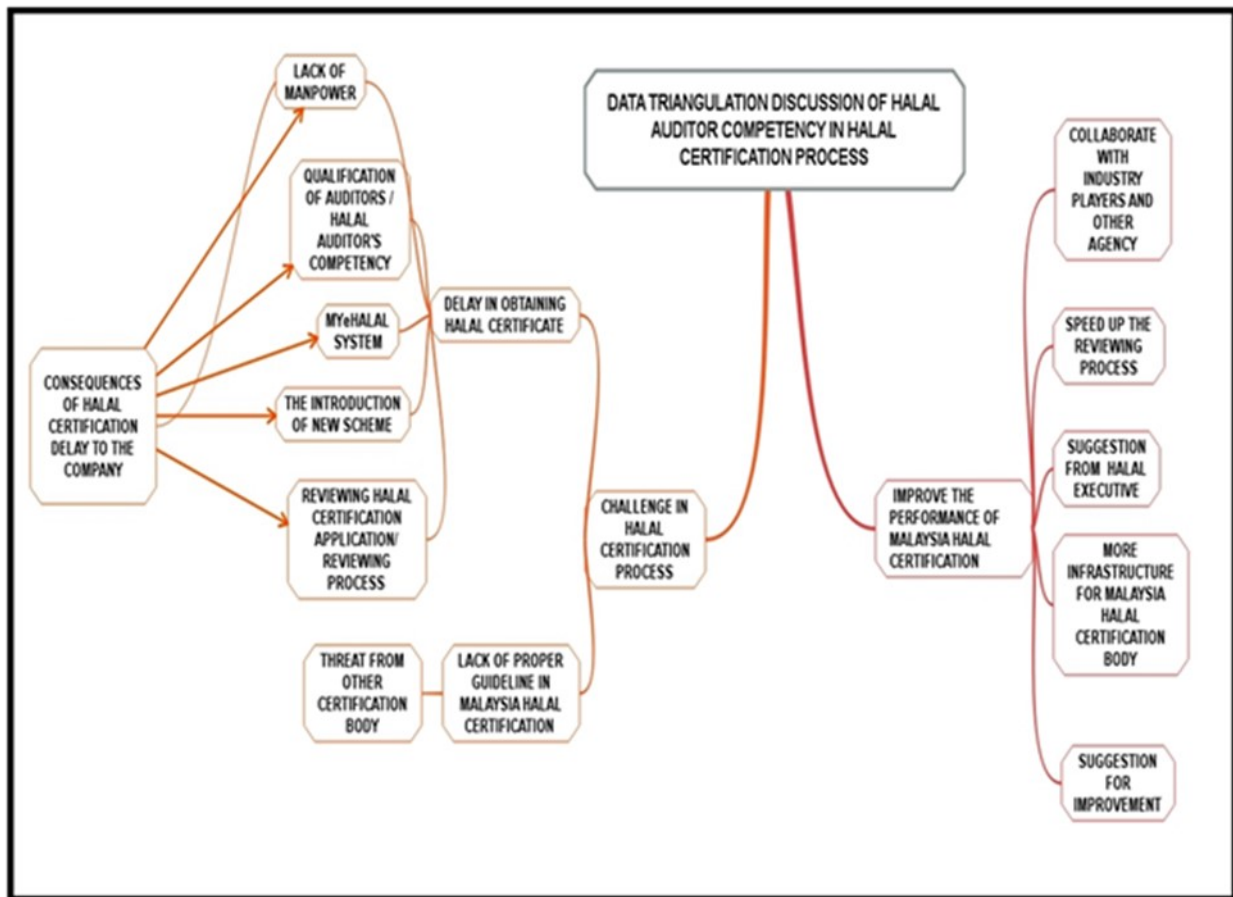 DATA TRIANGULATION DISCUSSION OF HALAL
AUDITOR COMPETENCY IN HALAL
CERTIFICATION PROCESS
LACK OF
MANPOWER
QUALIFICATION
OF AUDITORS /
HALAL
AUDITOR'S
COMPETENCY
MYeHALAL
SYSTEM
THE INTRODUCTION
OF NEW SCHEME
REVIEWING HALAL
CERTIFICATION
APPLICATION/
REVIEWING
PROCESS
CONSEQUENCES
OF HALAL
CERTIFICATION
DELAY TO THE
COMPANY
DELAY IN OBTAINING
HALAL CERTIFICATE
THREAT FROM
OTHER
CERTIFICATION
BODY
LACK OF PROPER
GUIDELINE IN
MALAYSIA HALAL
CERTIFICATION
CHALLENGE IN
HALAL
CERTIFICATION
PROCESS
IMPROVE THE
PERFORMANCE OF
MALAYSIA HALAL
CERTIFICATION
COLLABORATE
WITH
INDUSTRY
PLAYERS AND
OTHER
AGENCY
SPEED UP THE
REVIEWING
PROCESS
SUGGESTION
FROM HALAL
EXECUTIVE
MORE
INFRASTRUCTURE
FOR MALAYSIA
HALAL
CERTIFICATION
BODY
SUGGESTION
FOR
IMPROVEMENT